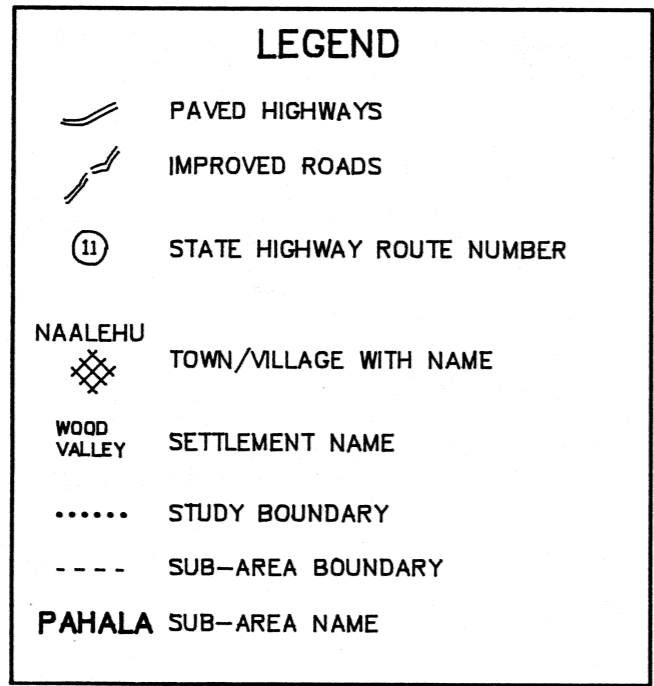 LEGEND
PAVED HIGHWAYS
IMPROVED ROADS
11 STATE HIGHWAY ROUTE NUMBER
NAALEHU
TOWN/VILLAGE WITH NAME
WOOD
VALLEY
SETTLEMENT NAME
STUDY BOUNDARY
SUB-AREA BOUNDARY
PAHALA SUB-AREA NAME